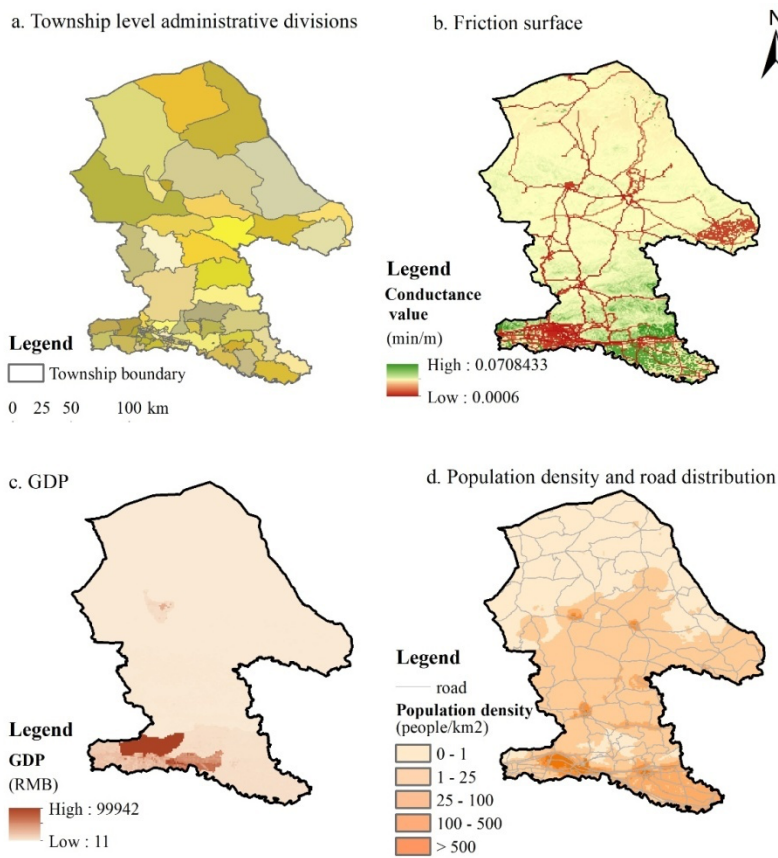 a. Township level administrative divisions
Legend
Township boundary
0 25 50 100 km
b. Friction surface
N
Legend
Conductance
value
(min/m)
High : 0.0708433
Low : 0.0006
c. GDP
Legend
GDP
(RMB)
High : 99942
Low : 11
d. Population density and road distribution
Legend
road
Population density
(people/km2)
0 - 1
1 - 25
25 - 100
100 - 500
> 500